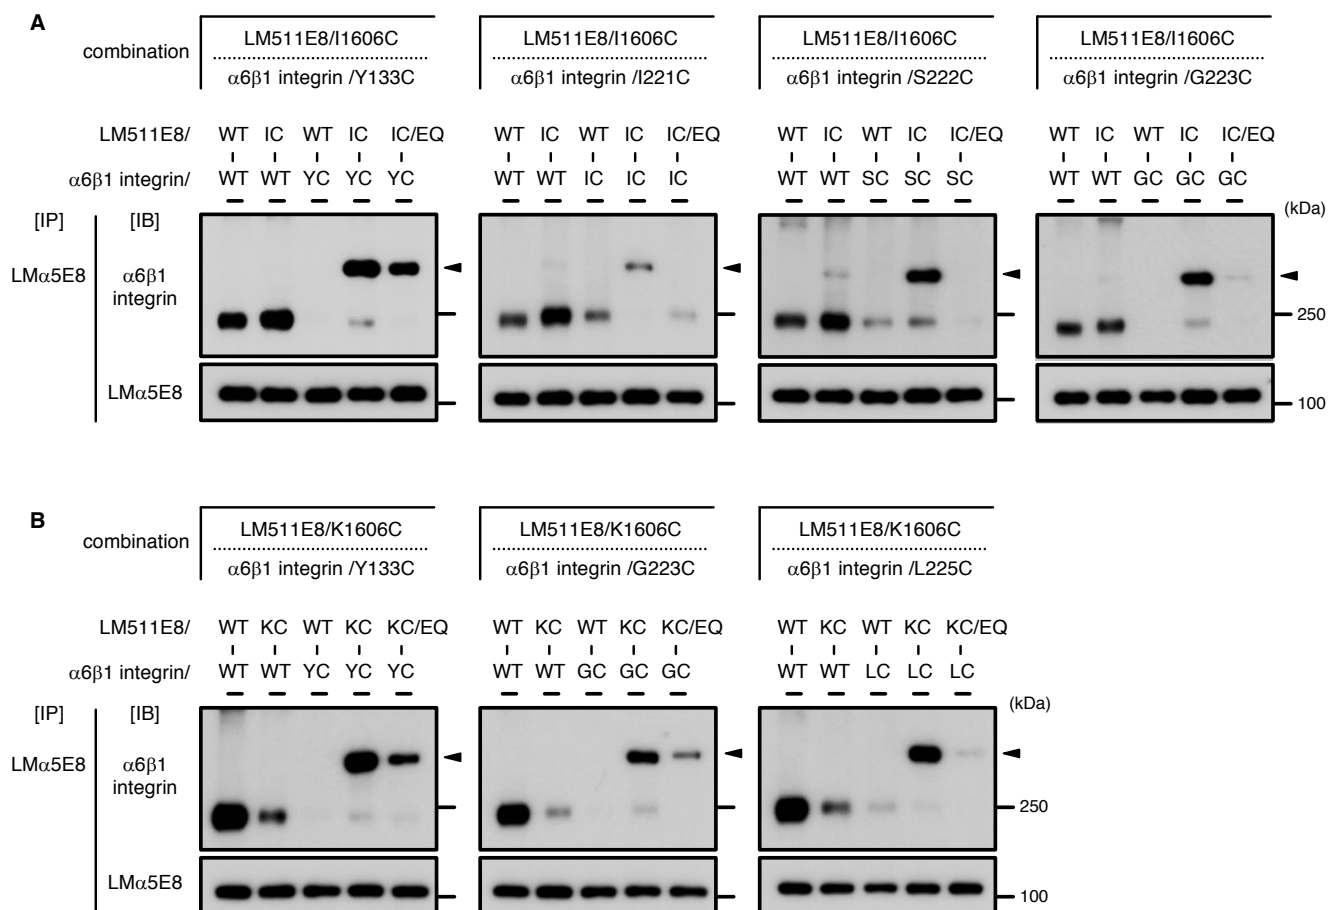 A
combination
LM511E8/I1606C
α6β1 integrin /Y133C
LM511E8/I1606C
α6β1 integrin /I221C
LM511E8/I1606C
α6β1 integrin /S222C
LM511E8/I1606C
α6β1 integrin /G223C
LM511E8/ WT IC WT IC IC/EQ WT IC WT IC IC/EQ WT IC WT IC IC/EQ WT IC WT IC IC/EQ
α6β1 integrin/ WT WT YC YC YC WT WT IC IC IC WT WT SC SC SC WT WT GC GC GC
[IP] [IB] (kDa)
LMα5E8 α6β1
integrin
250
LMα5E8
100
B
combination
LM511E8/K1606C
α6β1 integrin /Y133C
LM511E8/K1606C
α6β1 integrin /G223C
LM511E8/K1606C
α6β1 integrin /L225C
LM511E8/ WT KC WT KC KC/EQ WT KC WT KC KC/EQ WT KC WT KC KC/EQ
α6β1 integrin/ WT WT YC YC YC WT WT GC GC GC WT WT LC LC LC
[IP] [IB] (kDa)
LMα5E8 α6β1
integrin
250
LMα5E8
100